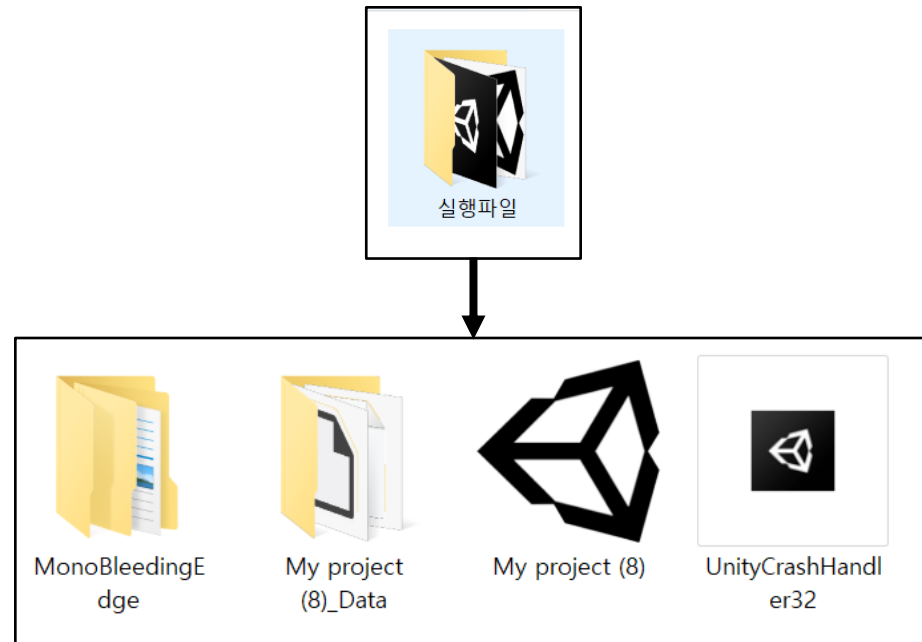 실행파일
MonoBleedingE
dge
My project
(8)_Data
My project (8)
UnityCrashHandl
er32